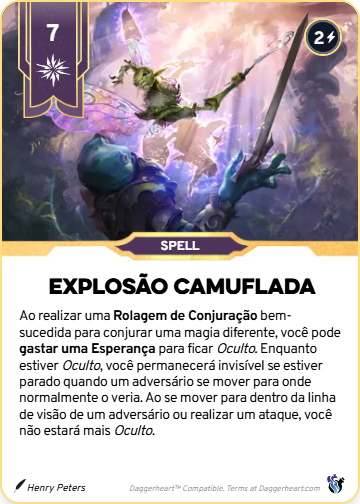 7
2
SPELL
EXPLOSÃO CAMUFLADA
Ao realizar uma Rolagem de Conjuração bem-
sucedida para conjurar uma magia diferente, você pode
gastar uma Esperança para ficar Oculto. Enquanto
estiver Oculto, você permanecerá invisível se estiver
parado quando um adversário se mover para onde
normalmente o veria. Ao se mover para dentro da linha
de visão de um adversário ou realizar um ataque, você
não estará mais Oculto.
Henry Peters
Daggerheart™ Compatible. Terms at Daggerheart.com